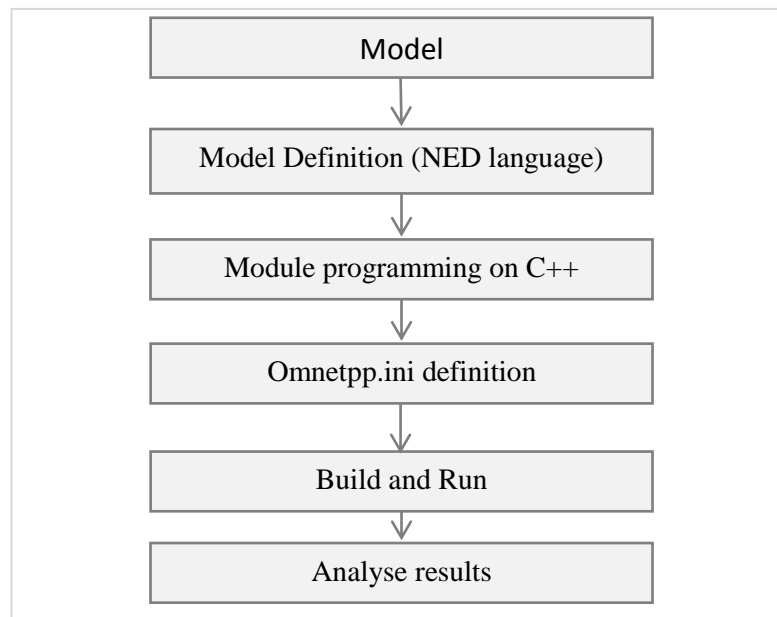 Model
Model Definition (NED language)
Module programming on C++
Omnetpp.ini definition
Build and Run
Analyse results